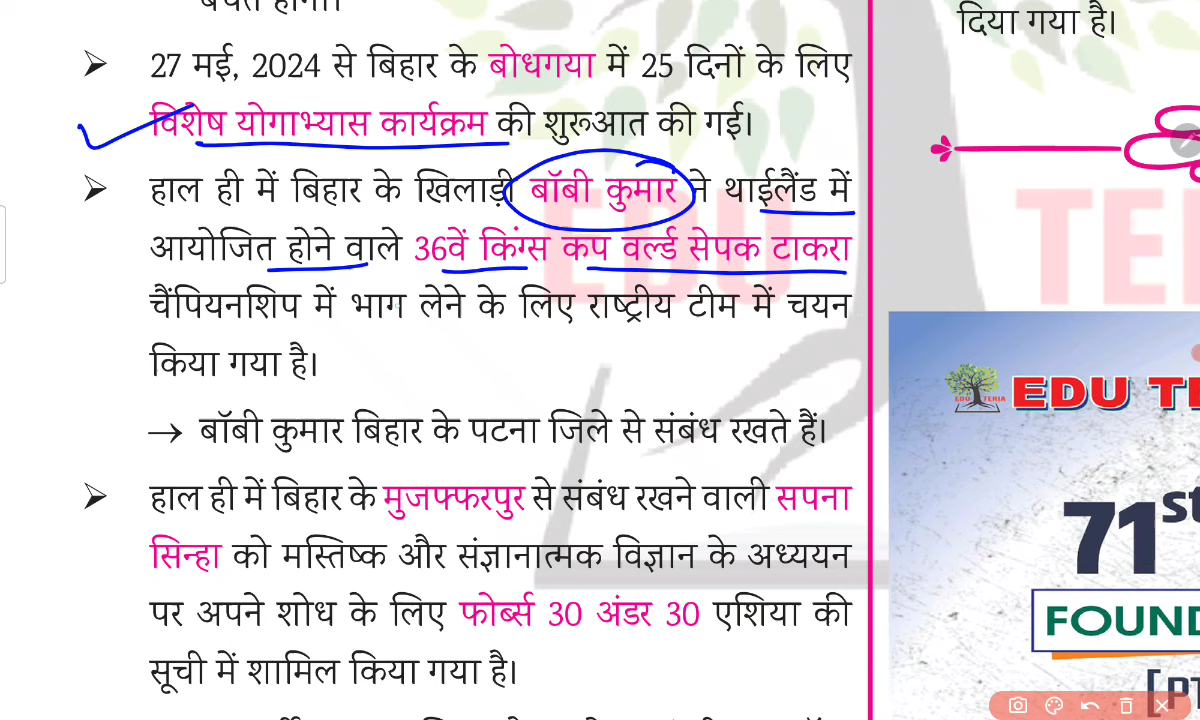 27 मई, 2024 से बिहार के बोधगया में 25 दिनों के लिए
विशेष योगाभ्यास कार्यक्रम की शुरूआत की गई।
हाल ही में बिहार के खिलाड़ी बॉबी कुमार ने थाईलैंड में
आयोजित होने वाले 36वें किंग्स कप वर्ल्ड सेपक टाकरा
चैंपियनशिप में भाग लेने के लिए राष्ट्रीय टीम में चयन
किया गया है।
→ बॉबी कुमार बिहार के पटना जिले से संबंध रखते हैं।
हाल ही में बिहार के मुजफ्फरपुर से संबंध रखने वाली सपना
सिन्हा को मस्तिष्क और संज्ञानात्मक विज्ञान के अध्ययन
पर अपने शोध के लिए फोर्ब्स 30 अंडर 30 एशिया की
सूची में शामिल किया गया है।
दिया गया है।
EDU TE
71st
FOUND
[PT
EDU
TE